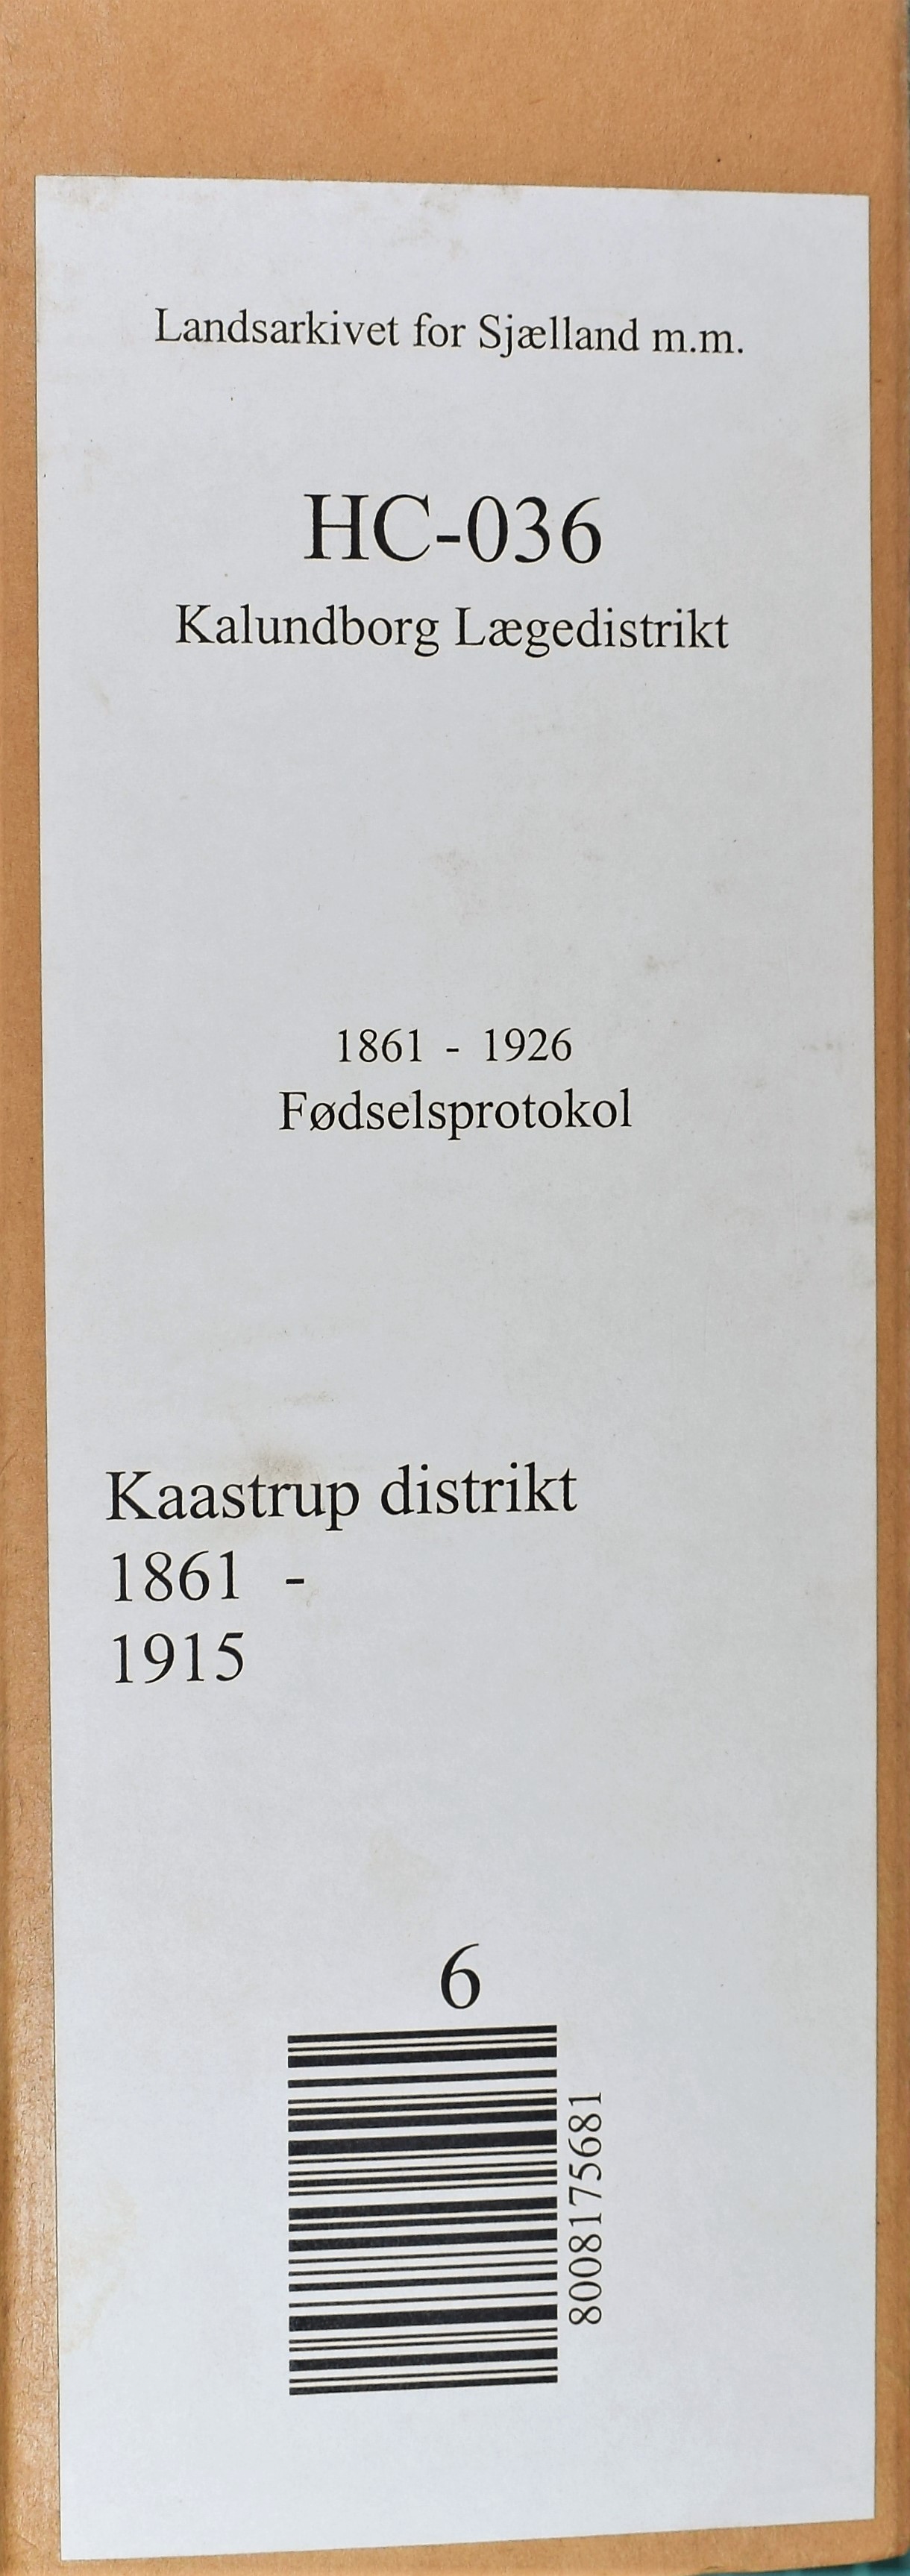 Landsarkivet for Sjælland m.m.
HC-036
Kalundborg Lægedistrikt
1861 - 1926
Fødselsprotokol
Kaastrup distrikt
1861 -
1915
6
8008175681